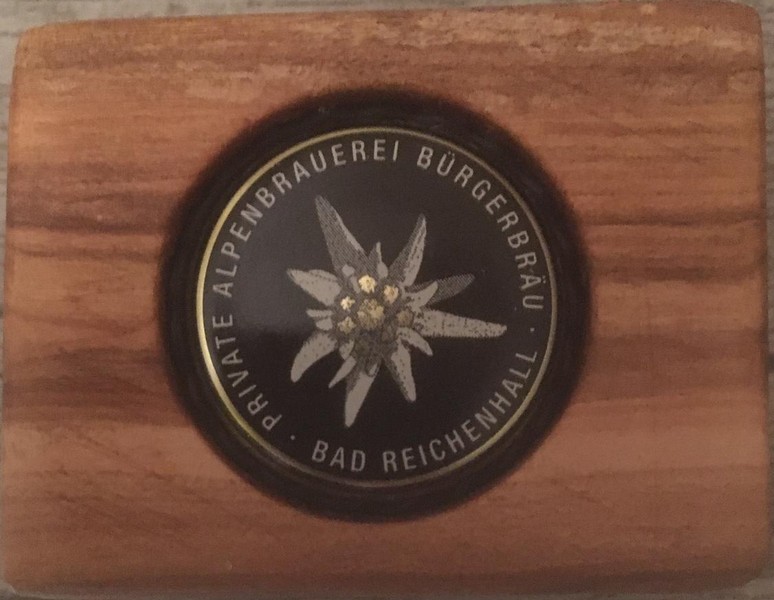 PRIVATE ALPENBRAUEREI BÜRGERBRÄU ·
BAD REICHENHALL ·